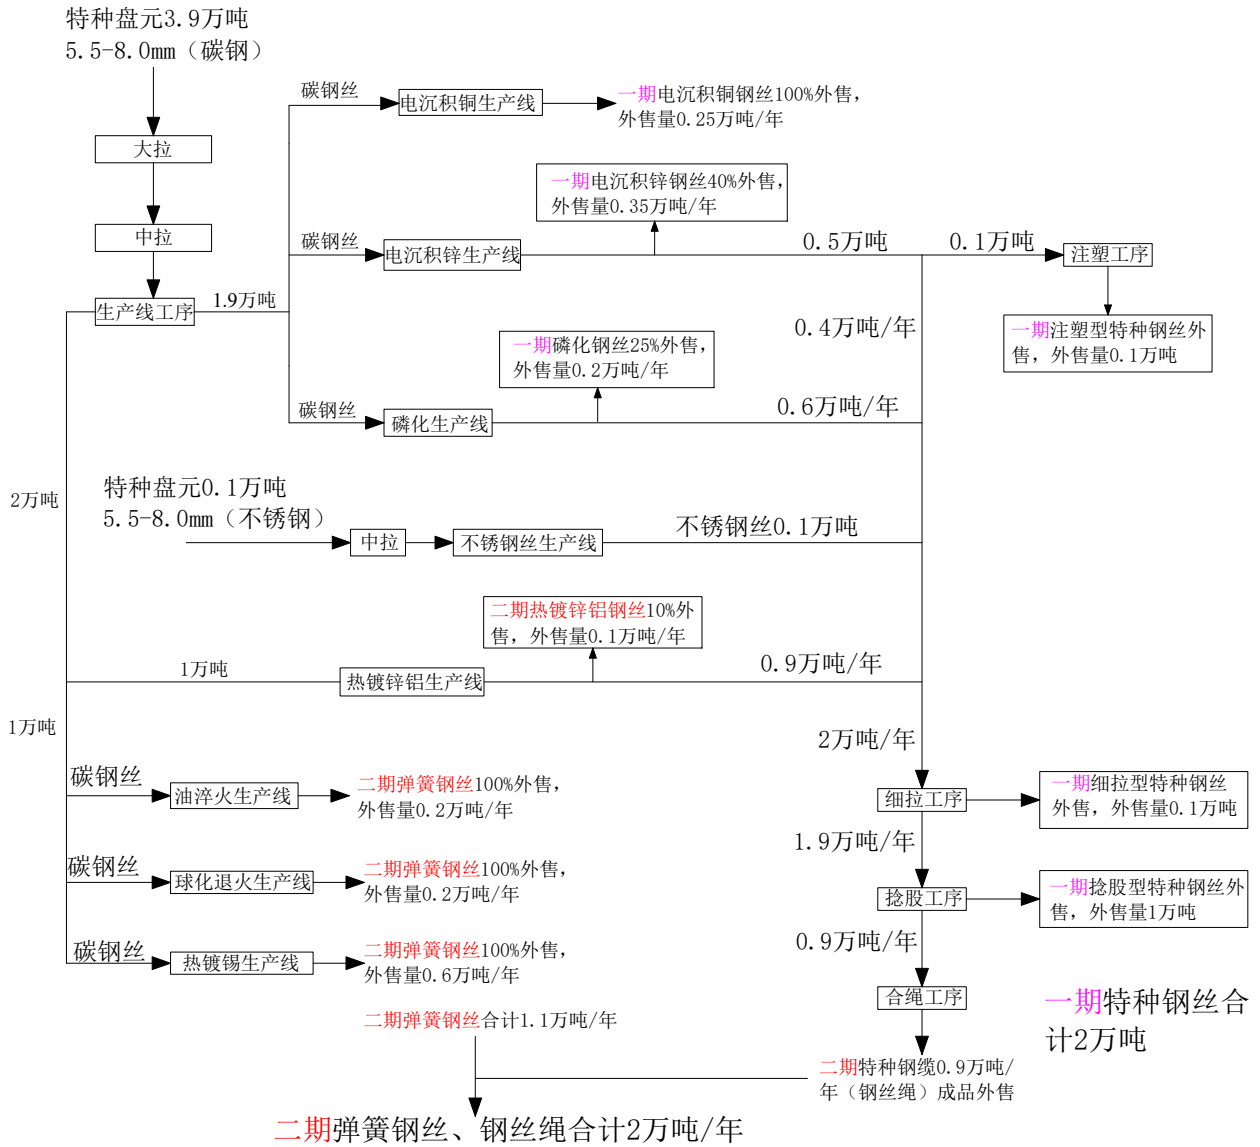 特种盘元3.9万吨
5.5-8.0mm（碳钢）
大拉
中拉
生产线工序
1.9万吨
碳钢丝
电沉积铜生产线
一期电沉积铜钢丝100%外售，
外售量0.25万吨/年
一期电沉积锌钢丝40%外售，
外售量0.35万吨/年
碳钢丝
电沉积锌生产线
0.5万吨
0.1万吨
注塑工序
一期注塑型特种钢丝外
售，外售量0.1万吨
0.4万吨/年
一期磷化钢丝25%外售，
外售量0.2万吨/年
碳钢丝
磷化生产线
0.6万吨/年
2万吨
特种盘元0.1万吨
5.5-8.0mm（不锈钢）
中拉
不锈钢丝生产线
不锈钢丝0.1万吨
二期热镀锌铝钢丝10%外
售，外售量0.1万吨/年
1万吨
热镀锌铝生产线
0.9万吨/年
1万吨
2万吨/年
碳钢丝
油淬火生产线
二期弹簧钢丝100%外售，
外售量0.2万吨/年
细拉工序
一期细拉型特种钢丝
外售，外售量0.1万吨
1.9万吨/年
碳钢丝
球化退火生产线
二期弹簧钢丝100%外售，
外售量0.2万吨/年
捻股工序
一期捻股型特种钢丝外
售，外售量1万吨
0.9万吨/年
碳钢丝
热镀锡生产线
二期弹簧钢丝100%外售，
外售量0.6万吨/年
合绳工序
一期特种钢丝合
计2万吨
二期弹簧钢丝合计1.1万吨/年
二期特种钢缆0.9万吨/
年（钢丝绳）成品外售
二期弹簧钢丝、钢丝绳合计2万吨/年